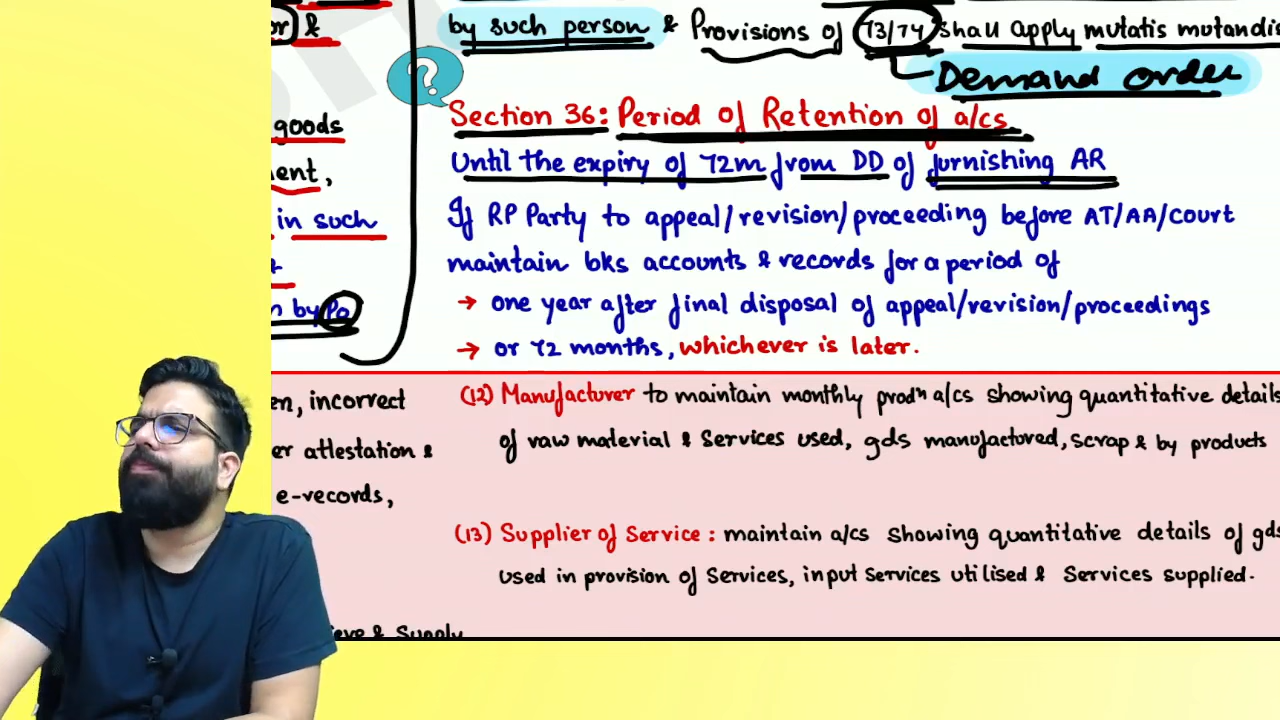 or &
goods
ent,
in such
n by PO
by such person & Provisions of 73/74 shall apply mutatis mutandis
Demand order
?
Section 36: Period of Retention of a/cs
Until the expiry of 72m from DD of furnishing AR
If RP Party to appeal/revision/proceeding before AT/AA/court
maintain bks accounts & records for a period of
→ one year after final disposal of appeal/revision/proceedings
→ or 72 months, whichever is later.
en, incorrect
er attestation &
e-records,
ieve & supply
(12) Manufacturer to maintain monthly prodn a/cs showing quantitative details
of raw material & services used, gds manufactured, scrap & by products
(13) Supplier of Service : maintain a/cs showing quantitative details of gds
used in provision of services, input services utilised & services supplied.